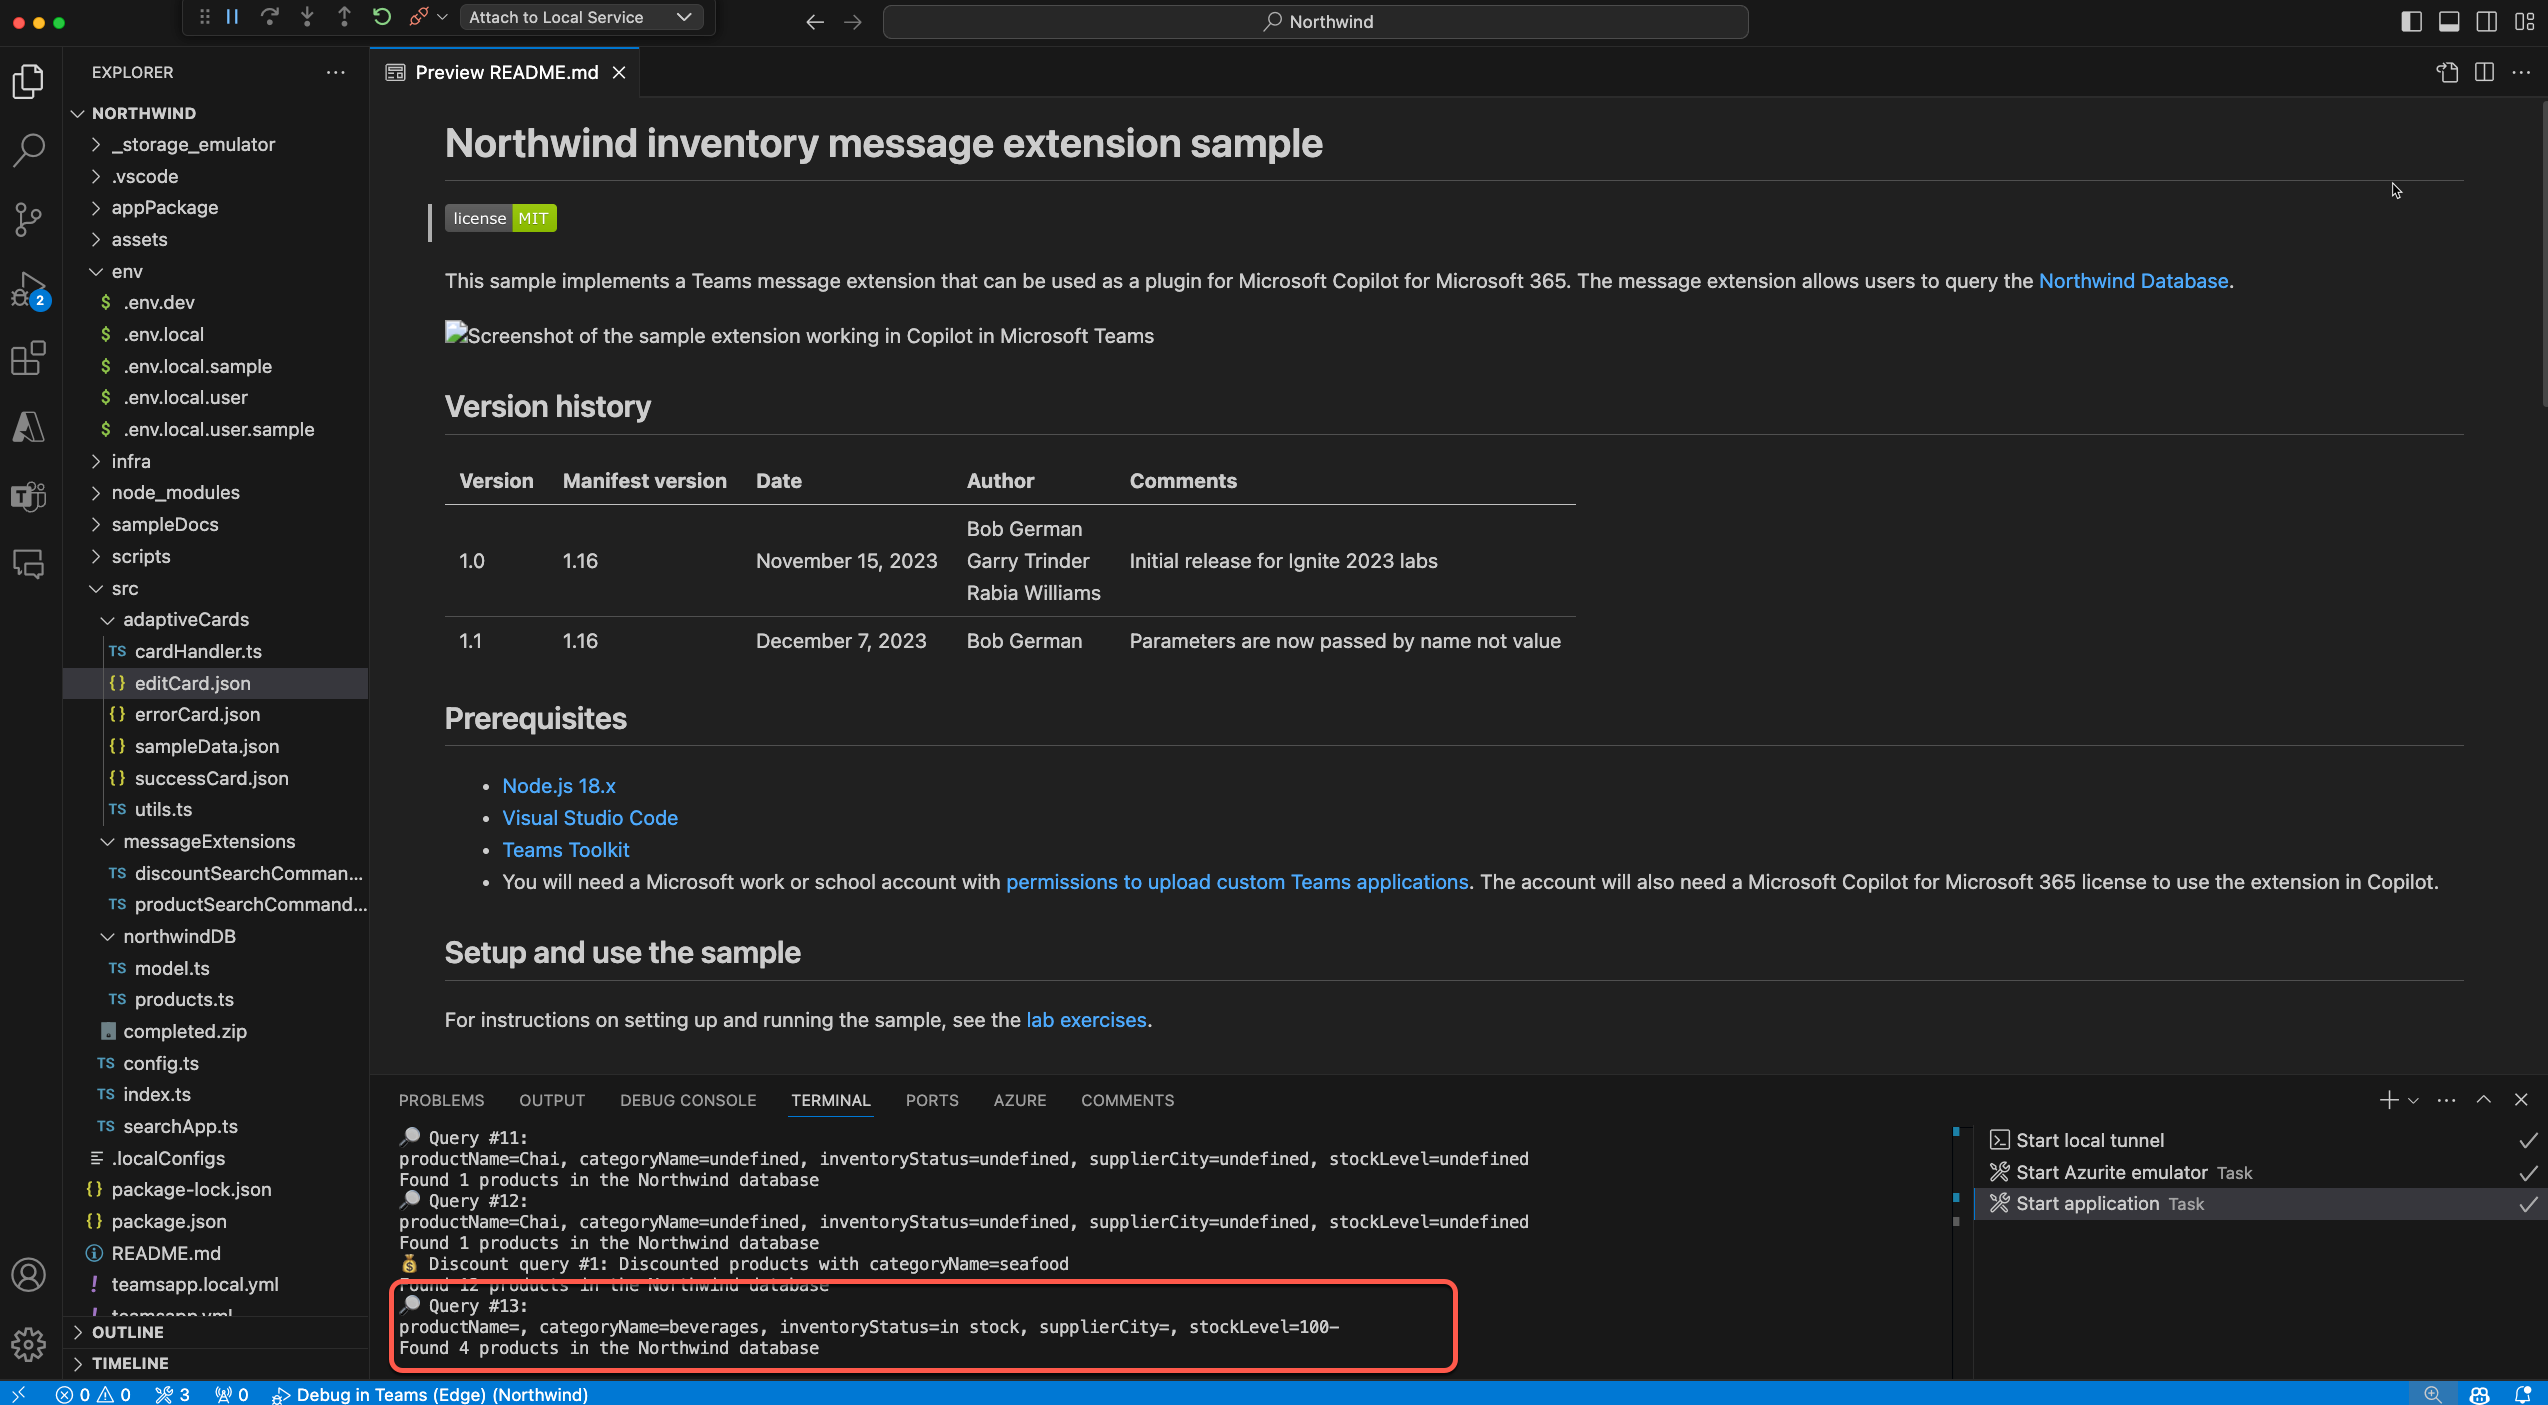 Attach to Local Service
Northwind
EXPLORER
Preview README.md
NORTHWIND
_storage_emulator
.vscode
appPackage
assets
env
$ .env.dev
$ .env.local
$ .env.local.sample
$ .env.local.user
$ .env.local.user.sample
infra
node_modules
sampleDocs
scripts
src
adaptiveCards
TS cardHandler.ts
{} editCard.json
{} errorCard.json
{} sampleData.json
{} successCard.json
TS utils.ts
messageExtensions
TS discountSearchComman...
TS productSearchCommand...
northwindDB
TS model.ts
TS products.ts
completed.zip
TS config.ts
TS index.ts
TS searchApp.ts
.localConfigs
{} package-lock.json
{} package.json
README.md
! teamsapp.local.yml
! teamsapp.yml
OUTLINE
TIMELINE
2
Northwind inventory message extension sample
license MIT
This sample implements a Teams message extension that can be used as a plugin for Microsoft Copilot for Microsoft 365. The message extension allows users to query the Northwind Database.
Screenshot of the sample extension working in Copilot in Microsoft Teams
Version history
Version Manifest version Date Author Comments
Bob German
1.0 1.16 November 15, 2023 Garry Trinder Initial release for Ignite 2023 labs
Rabia Williams
1.1 1.16 December 7, 2023 Bob German Parameters are now passed by name not value
Prerequisites
• Node.js 18.x
• Visual Studio Code
• Teams Toolkit
• You will need a Microsoft work or school account with permissions to upload custom Teams applications. The account will also need a Microsoft Copilot for Microsoft 365 license to use the extension in Copilot.
Setup and use the sample
For instructions on setting up and running the sample, see the lab exercises.
PROBLEMS OUTPUT DEBUG CONSOLE TERMINAL PORTS AZURE COMMENTS
🔎 Query #11:
productName=Chai, categoryName=undefined, inventoryStatus=undefined, supplierCity=undefined, stockLevel=undefined
Found 1 products in the Northwind database
🔎 Query #12:
productName=Chai, categoryName=undefined, inventoryStatus=undefined, supplierCity=undefined, stockLevel=undefined
Found 1 products in the Northwind database
💰 Discount query #1: Discounted products with categoryName=seafood
Found 12 products in the Northwind database
🔎 Query #13:
productName=, categoryName=beverages, inventoryStatus=in stock, supplierCity=, stockLevel=100-
Found 4 products in the Northwind database
Start local tunnel
Start Azurite emulator Task
Start application Task
0 0 3 0 Debug in Teams (Edge) (Northwind)